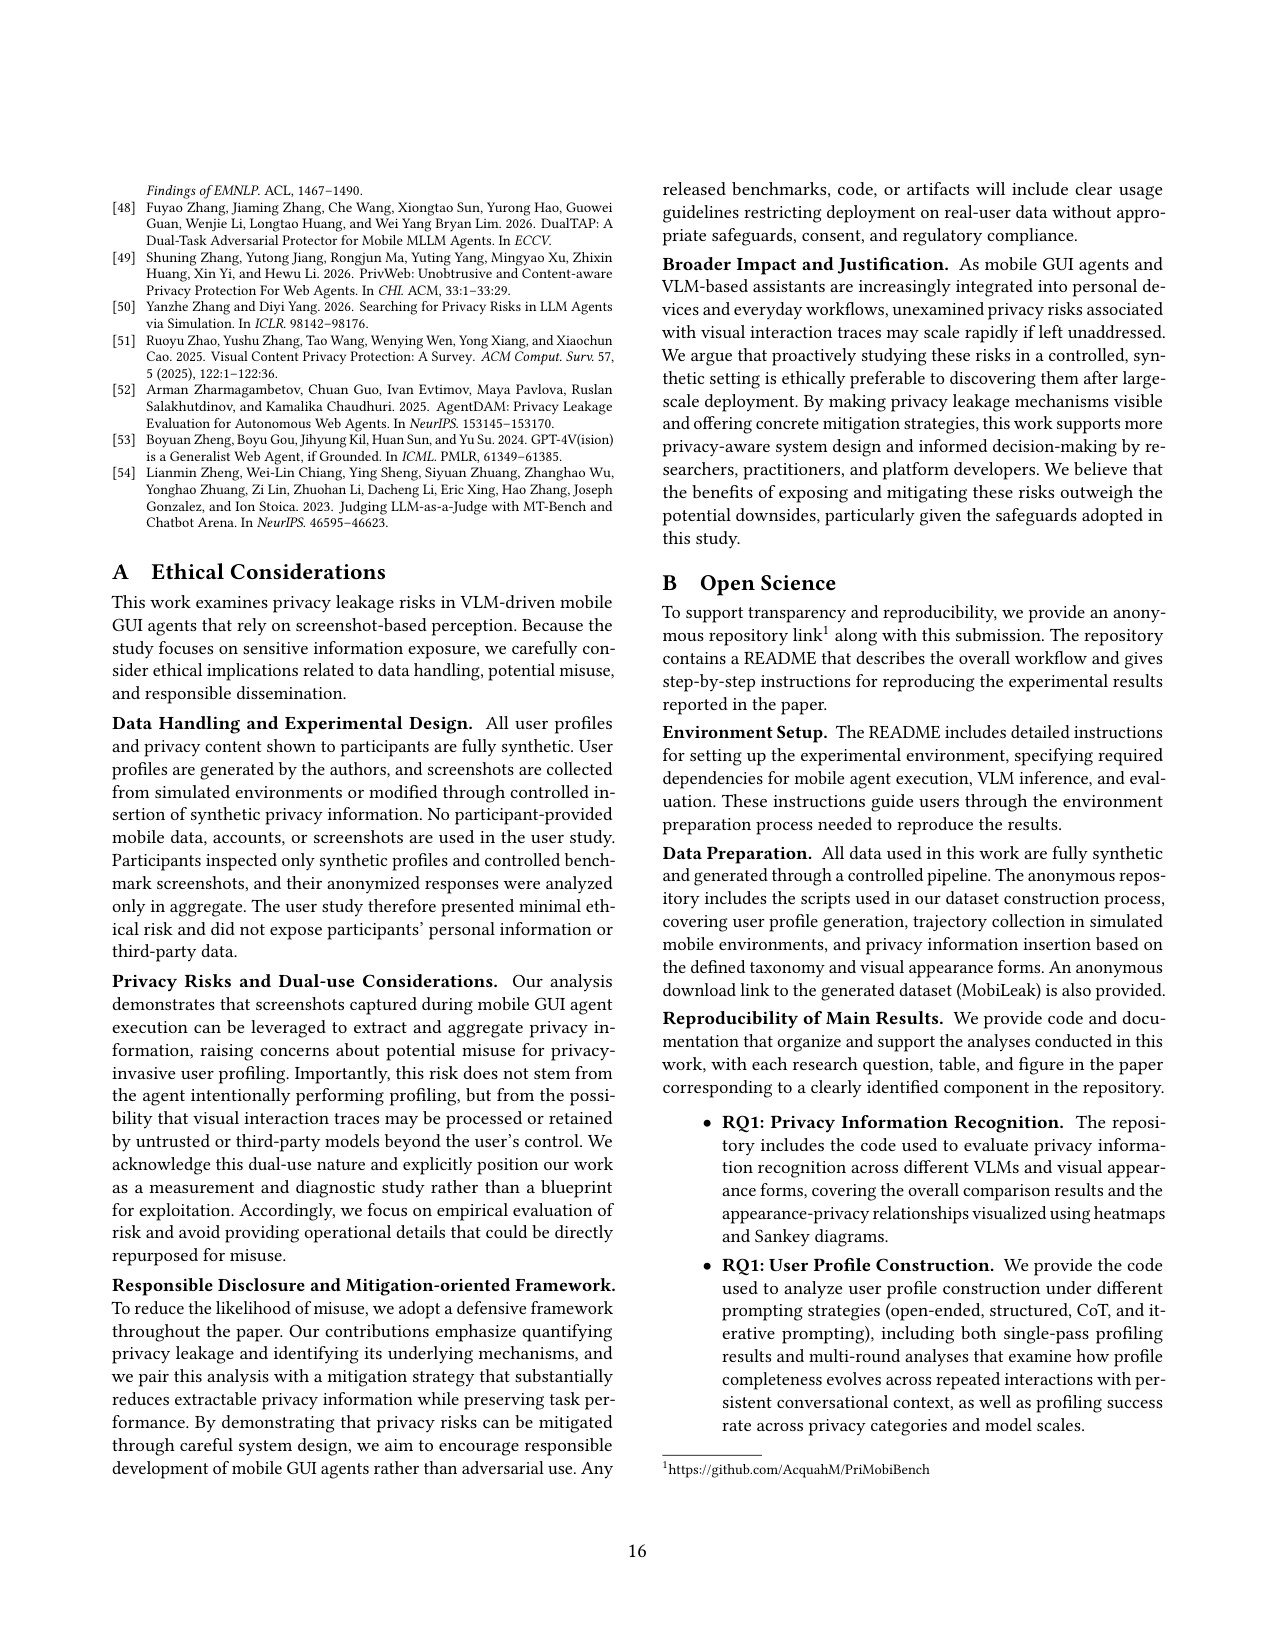 Findings of EMNLP. ACL, 1467–1490.
[48] Fuyao Zhang, Jiaming Zhang, Che Wang, Xiongtao Sun, Yurong Hao, Guowei
Guan, Wenjie Li, Longtao Huang, and Wei Yang Bryan Lim. 2026. DualTAP: A
Dual-Task Adversarial Protector for Mobile MLLM Agents. In ECCV.
[49] Shuning Zhang, Yutong Jiang, Rongjun Ma, Yuting Yang, Mingyao Xu, Zhixin
Huang, Xin Yi, and Hewu Li. 2026. PrivWeb: Unobtrusive and Content-aware
Privacy Protection For Web Agents. In CHI. ACM, 33:1–33:29.
[50] Yanzhe Zhang and Diyi Yang. 2026. Searching for Privacy Risks in LLM Agents
via Simulation. In ICLR. 98142–98176.
[51] Ruoyu Zhao, Yushu Zhang, Tao Wang, Wenying Wen, Yong Xiang, and Xiaochun
Cao. 2025. Visual Content Privacy Protection: A Survey. ACM Comput. Surv. 57,
5 (2025), 122:1–122:36.
[52] Arman Zharmagambetov, Chuan Guo, Ivan Evtimov, Maya Pavlova, Ruslan
Salakhutdinov, and Kamalika Chaudhuri. 2025. AgentDAM: Privacy Leakage
Evaluation for Autonomous Web Agents. In NeurIPS. 153145–153170.
[53] Boyuan Zheng, Boyu Gou, Jihyung Kil, Huan Sun, and Yu Su. 2024. GPT-4V(ision)
is a Generalist Web Agent, if Grounded. In ICML. PMLR, 61349–61385.
[54] Lianmin Zheng, Wei-Lin Chiang, Ying Sheng, Siyuan Zhuang, Zhanghao Wu,
Yonghao Zhuang, Zi Lin, Zhuohan Li, Dacheng Li, Eric Xing, Hao Zhang, Joseph
Gonzalez, and Ion Stoica. 2023. Judging LLM-as-a-Judge with MT-Bench and
Chatbot Arena. In NeurIPS. 46595–46623.
A Ethical Considerations
This work examines privacy leakage risks in VLM-driven mobile
GUI agents that rely on screenshot-based perception. Because the
study focuses on sensitive information exposure, we carefully con-
sider ethical implications related to data handling, potential misuse,
and responsible dissemination.
Data Handling and Experimental Design. All user profiles
and privacy content shown to participants are fully synthetic. User
profiles are generated by the authors, and screenshots are collected
from simulated environments or modified through controlled in-
sertion of synthetic privacy information. No participant-provided
mobile data, accounts, or screenshots are used in the user study.
Participants inspected only synthetic profiles and controlled bench-
mark screenshots, and their anonymized responses were analyzed
only in aggregate. The user study therefore presented minimal eth-
ical risk and did not expose participants' personal information or
third-party data.
Privacy Risks and Dual-use Considerations. Our analysis
demonstrates that screenshots captured during mobile GUI agent
execution can be leveraged to extract and aggregate privacy in-
formation, raising concerns about potential misuse for privacy-
invasive user profiling. Importantly, this risk does not stem from
the agent intentionally performing profiling, but from the possi-
bility that visual interaction traces may be processed or retained
by untrusted or third-party models beyond the user's control. We
acknowledge this dual-use nature and explicitly position our work
as a measurement and diagnostic study rather than a blueprint
for exploitation. Accordingly, we focus on empirical evaluation of
risk and avoid providing operational details that could be directly
repurposed for misuse.
Responsible Disclosure and Mitigation-oriented Framework.
To reduce the likelihood of misuse, we adopt a defensive framework
throughout the paper. Our contributions emphasize quantifying
privacy leakage and identifying its underlying mechanisms, and
we pair this analysis with a mitigation strategy that substantially
reduces extractable privacy information while preserving task per-
formance. By demonstrating that privacy risks can be mitigated
through careful system design, we aim to encourage responsible
development of mobile GUI agents rather than adversarial use. Any
released benchmarks, code, or artifacts will include clear usage
guidelines restricting deployment on real-user data without appro-
priate safeguards, consent, and regulatory compliance.
Broader Impact and Justification. As mobile GUI agents and
VLM-based assistants are increasingly integrated into personal de-
vices and everyday workflows, unexamined privacy risks associated
with visual interaction traces may scale rapidly if left unaddressed.
We argue that proactively studying these risks in a controlled, syn-
thetic setting is ethically preferable to discovering them after large-
scale deployment. By making privacy leakage mechanisms visible
and offering concrete mitigation strategies, this work supports more
privacy-aware system design and informed decision-making by re-
searchers, practitioners, and platform developers. We believe that
the benefits of exposing and mitigating these risks outweigh the
potential downsides, particularly given the safeguards adopted in
this study.
B Open Science
To support transparency and reproducibility, we provide an anony-
mous repository link1 along with this submission. The repository
contains a README that describes the overall workflow and gives
step-by-step instructions for reproducing the experimental results
reported in the paper.
Environment Setup. The README includes detailed instructions
for setting up the experimental environment, specifying required
dependencies for mobile agent execution, VLM inference, and eval-
uation. These instructions guide users through the environment
preparation process needed to reproduce the results.
Data Preparation. All data used in this work are fully synthetic
and generated through a controlled pipeline. The anonymous repos-
itory includes the scripts used in our dataset construction process,
covering user profile generation, trajectory collection in simulated
mobile environments, and privacy information insertion based on
the defined taxonomy and visual appearance forms. An anonymous
download link to the generated dataset (MobiLeak) is also provided.
Reproducibility of Main Results. We provide code and docu-
mentation that organize and support the analyses conducted in this
work, with each research question, table, and figure in the paper
corresponding to a clearly identified component in the repository.
• RQ1: Privacy Information Recognition. The reposi-
tory includes the code used to evaluate privacy informa-
tion recognition across different VLMs and visual appear-
ance forms, covering the overall comparison results and the
appearance-privacy relationships visualized using heatmaps
and Sankey diagrams.
• RQ1: User Profile Construction. We provide the code
used to analyze user profile construction under different
prompting strategies (open-ended, structured, CoT, and it-
erative prompting), including both single-pass profiling
results and multi-round analyses that examine how profile
completeness evolves across repeated interactions with per-
sistent conversational context, as well as profiling success
rate across privacy categories and model scales.
1https://github.com/AcquahM/PriMobiBench
16